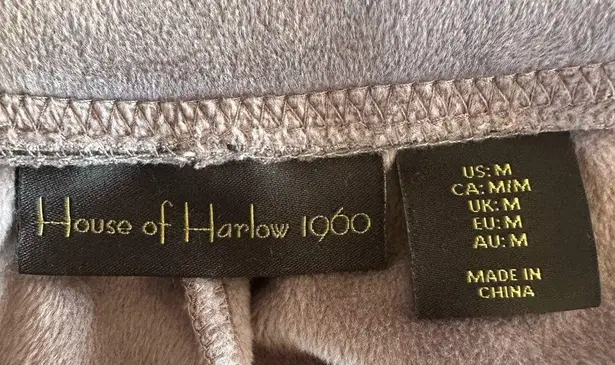 House of Harlow 1960
US: M
CA: M/M
UK: M
EU: M
AU: M
MADE IN
CHINA